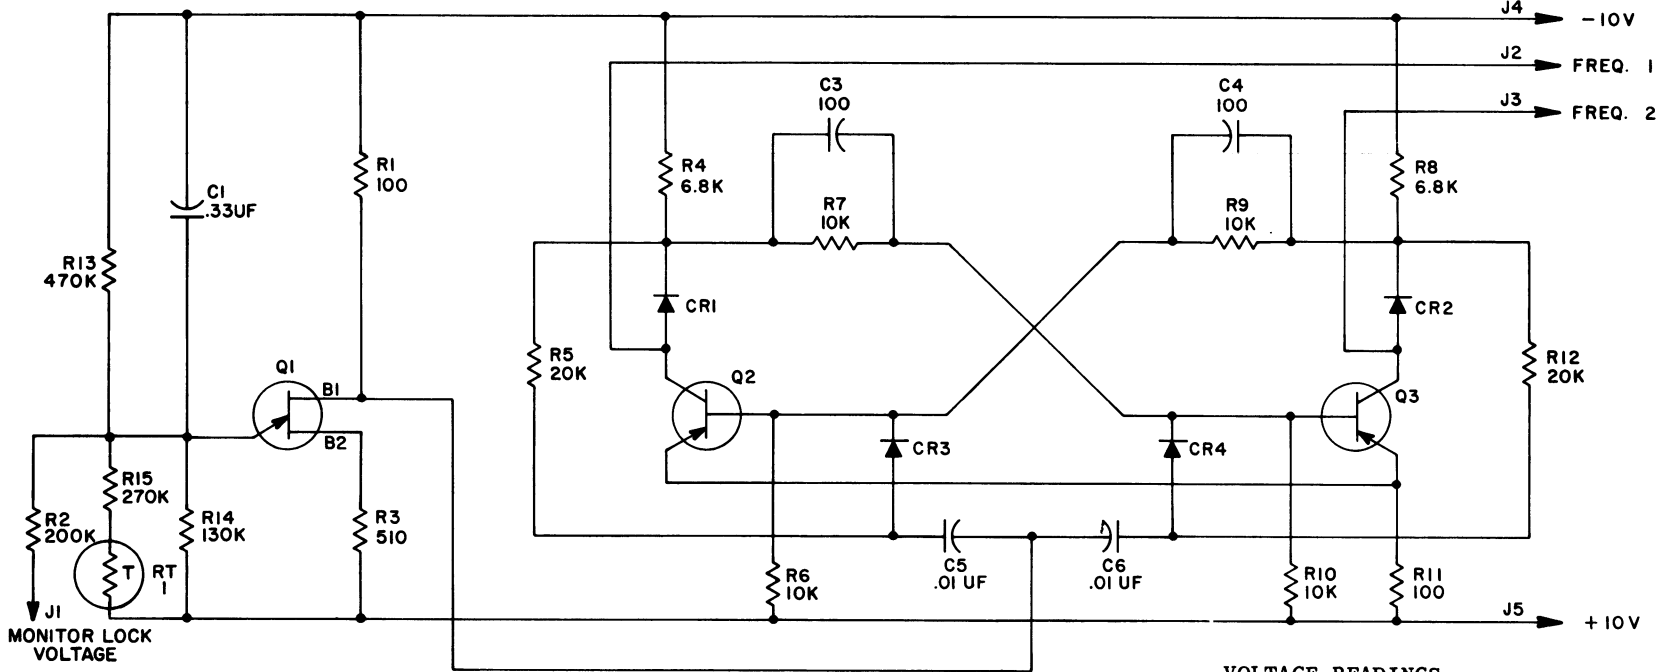 J4
-10V
J2
FREQ. 1
J3
FREQ. 2
C3
100
C4
100
R1
100
R4
6.8K
R8
6.8K
C1
.33UF
R7
10K
R9
10K
R13
470K
CR1
CR2
R5
20K
R12
20K
Q1
B1
B2
Q2
Q3
CR3
CR4
R15
270K
R2
200K
R14
130K
R3
510
T
RT
1
C5
.01 UF
C6
.01 UF
R6
10K
R10
10K
R11
100
J1
MONITOR LOCK
VOLTAGE
J5
+10V
VOLTAGE READINGS